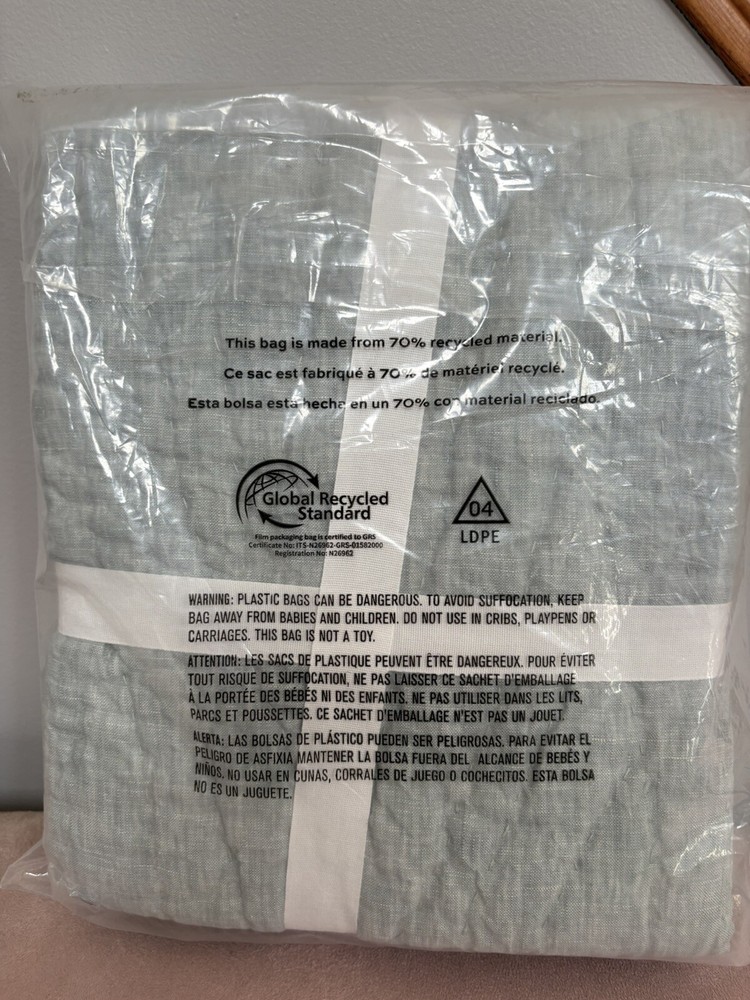 This bag is made from 70% recycled material.
Ce sac est fabriqué à 70% de matériel recyclé.
Esta bolsa está hecha en un 70% con material reciclado.
Global Recycled
Standard
Film packaging bag is certified to GRS
Certificate No: ITS-N26962-GRS-01582000
Registration No: N26962
04
LDPE
WARNING: PLASTIC BAGS CAN BE DANGEROUS. TO AVOID SUFFOCATION, KEEP
BAG AWAY FROM BABIES AND CHILDREN. DO NOT USE IN CRIBS, PLAYPENS OR
CARRIAGES. THIS BAG IS NOT A TOY.
ATTENTION: LES SACS DE PLASTIQUE PEUVENT ÊTRE DANGEREUX. POUR ÉVITER
TOUT RISQUE DE SUFFOCATION, NE PAS LAISSER CE SACHET D'EMBALLAGE
À LA PORTÉE DES BÉBÉS NI DES ENFANTS. NE PAS UTILISER DANS LES LITS,
PARCS ET POUSSETTES. CE SACHET D'EMBALLAGE N'EST PAS UN JOUET.
ALERTA: LAS BOLSAS DE PLÁSTICO PUEDEN SER PELIGROSAS. PARA EVITAR EL
PELIGRO DE ASFIXIA MANTENER LA BOLSA FUERA DEL ALCANCE DE BEBÉS Y
NIÑOS. NO USAR EN CUNAS, CORRALES DE JUEGO O COCHECITOS. ESTA BOLSA
NO ES UN JUGUETE.